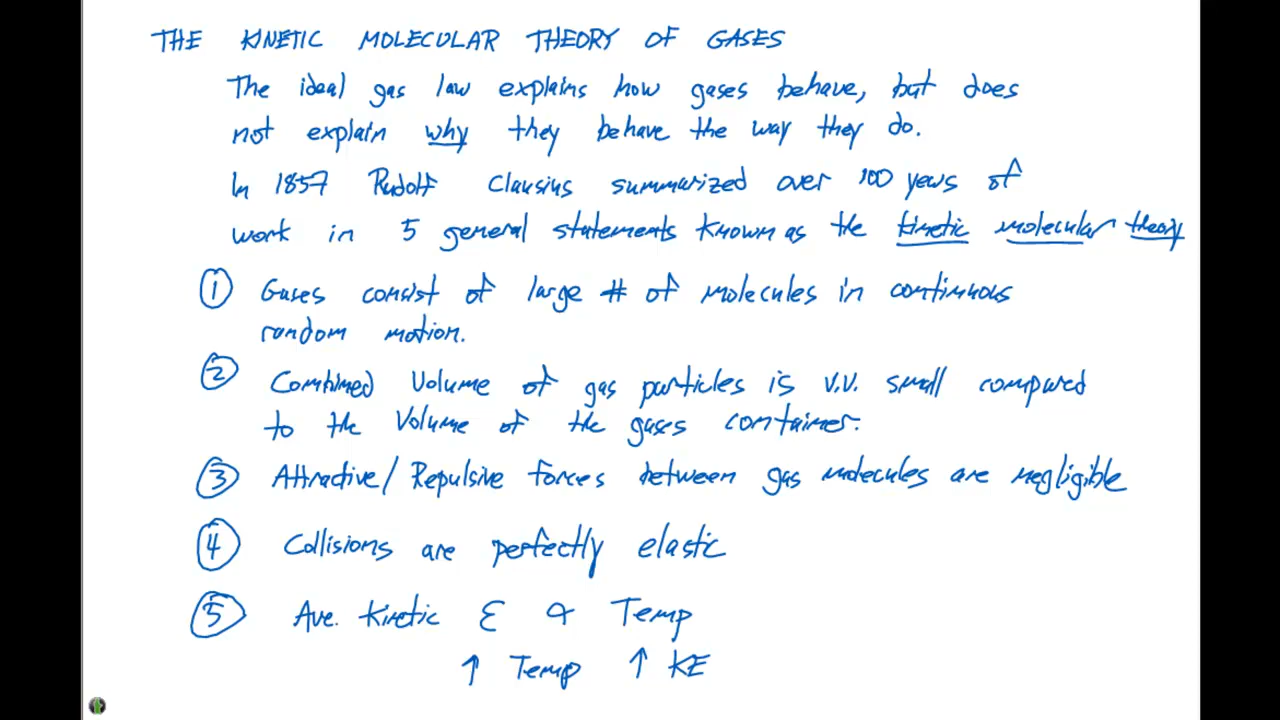 THE KINETIC MOLECULAR THEORY OF GASES
The ideal gas law explains how gases behave, but does
not explain why they behave the way they do.
In 1857 Rudolf Clausius summarized over 100 years of
work in 5 general statements known as the kinetic molecular theory
① Gases consist of large # of molecules in continuous
random motion.
② Combined Volume of gas particles is v.v. small compared
to the Volume of the gases container.
③ Attractive/Repulsive forces between gas molecules are negligible
④ Collisions are perfectly elastic
⑤ Ave. Kinetic E ∝ Temp
↑ Temp ↑ KE